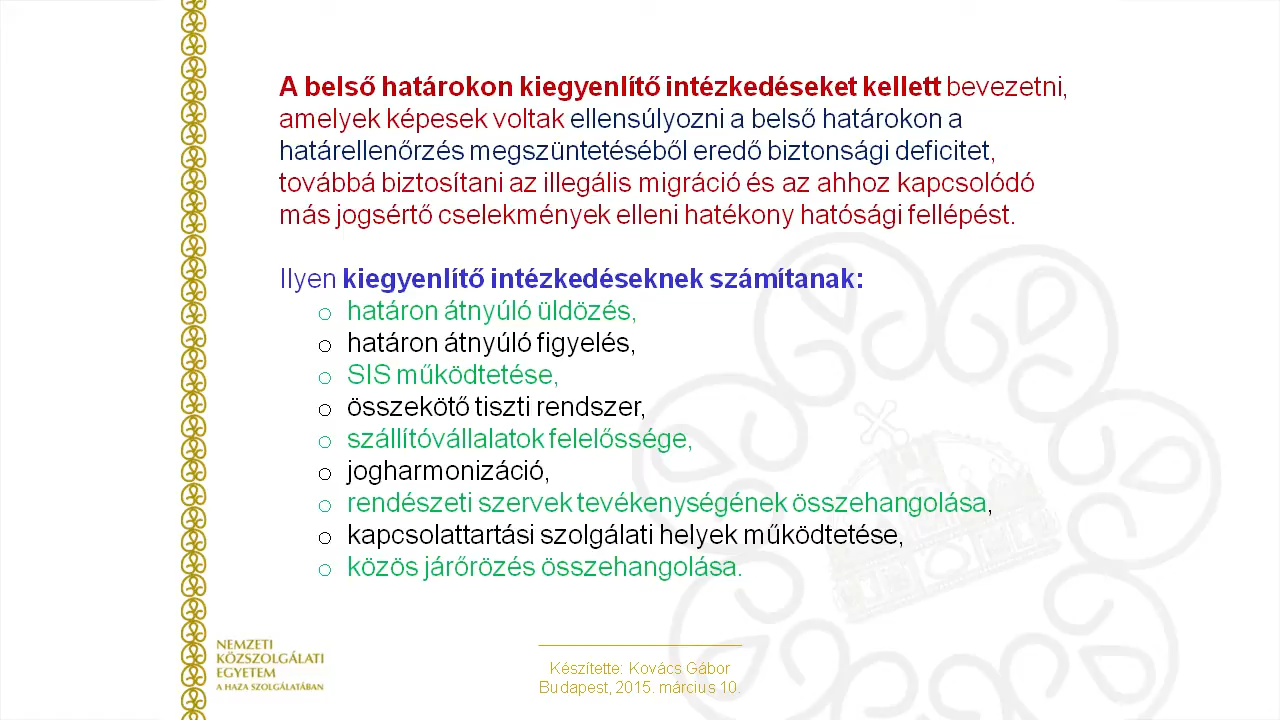 A belső határokon kiegyenlítő intézkedéseket kellett bevezetni,
amelyek képesek voltak ellensúlyozni a belső határokon a
határellenőrzés megszüntetéséből eredő biztonsági deficitet,
továbbá biztosítani az illegális migráció és az ahhoz kapcsolódó
más jogsértő cselekmények elleni hatékony hatósági fellépést.
Ilyen kiegyenlítő intézkedéseknek számítanak:
o határon átnyúló üldözés,
o határon átnyúló figyelés,
o SIS működtetése,
o összekötő tiszti rendszer,
o szállítóvállalatok felelőssége,
o jogharmonizáció,
o rendészeti szervek tevékenységének összehangolása,
o kapcsolattartási szolgálati helyek működtetése,
o közös járőrözés összehangolása.
NEMZETI
KÖZSZOLGÁLATI
EGYETEM
A HAZA SZOLGÁLATÁBAN
Készítette: Kovács Gábor
Budapest, 2015. március 10.